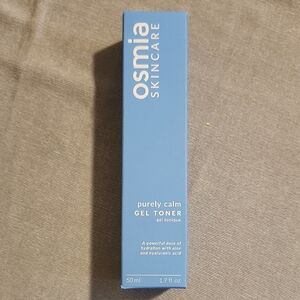 osmia
SKINCARE
purely calm
GEL TONER
gel tonique
A powerful dose of
hydration with aloe
and hyaluronic acid
50 ml 1.7 fl oz